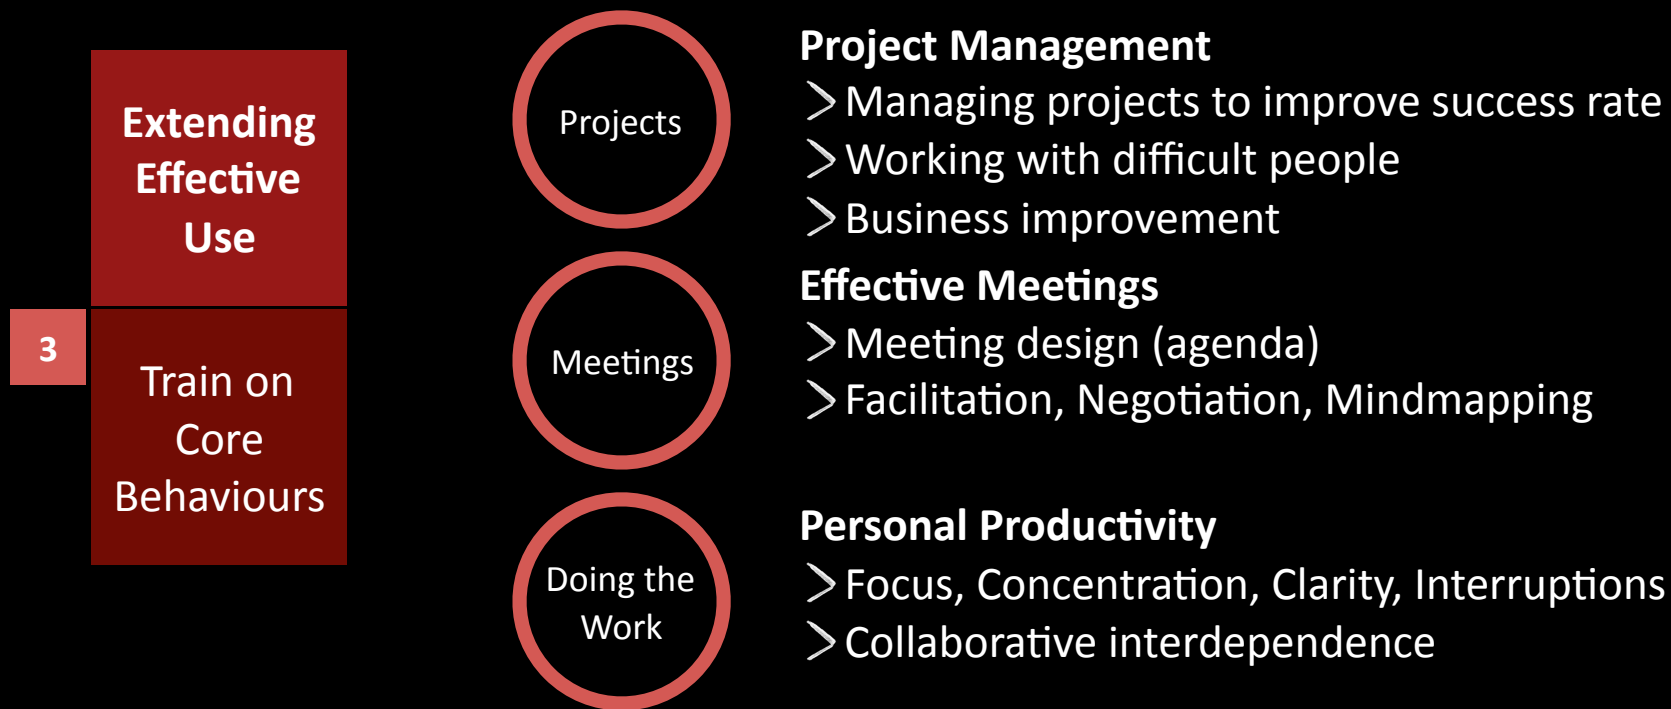 Extending
Effective
Use
3
Train on
Core
Behaviours
Projects
Project Management
Managing projects to improve success rate
Working with difficult people
Business improvement
Meetings
Effective Meetings
Meeting design (agenda)
Facilitation, Negotiation, Mindmapping
Doing the
Work
Personal Productivity
Focus, Concentration, Clarity, Interruptions
Collaborative interdependence